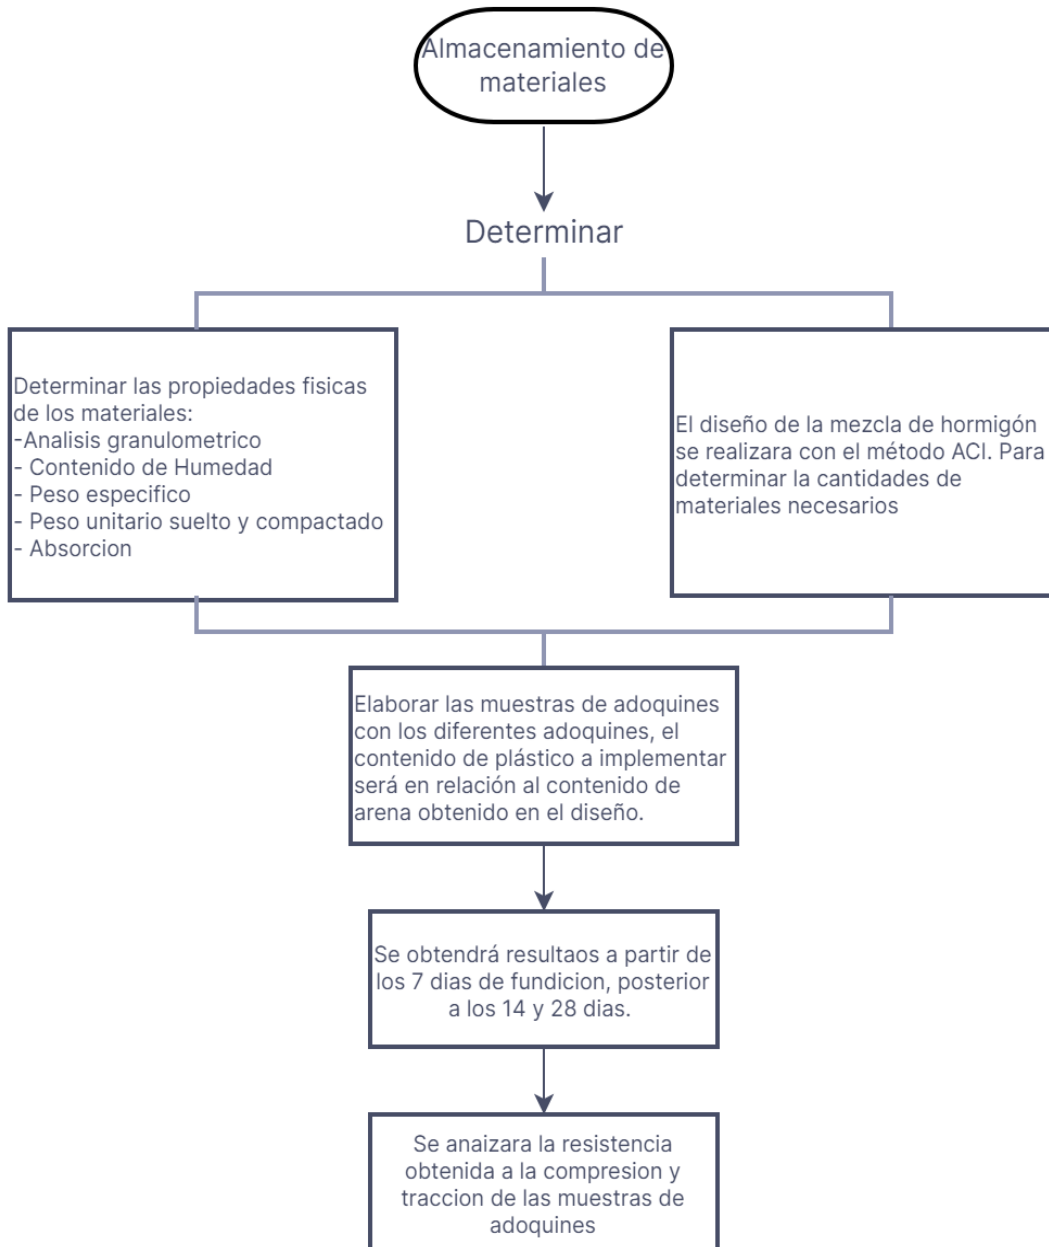 Almacenamiento de
materiales
Determinar
Determinar las propiedades fisicas
de los materiales:
-Analisis granulometrico
- Contenido de Humedad
- Peso especifico
- Peso unitario suelto y compactado
- Absorcion
El diseño de la mezcla de hormigón
se realizara con el método ACI. Para
determinar la cantidades de
materiales necesarios
Elaborar las muestras de adoquines
con los diferentes adoquines, el
contenido de plástico a implementar
será en relación al contenido de
arena obtenido en el diseño.
Se obtendrá resultaos a partir de
los 7 dias de fundicion, posterior
a los 14 y 28 dias.
Se anaizara la resistencia
obtenida a la compresion y
traccion de las muestras de
adoquines